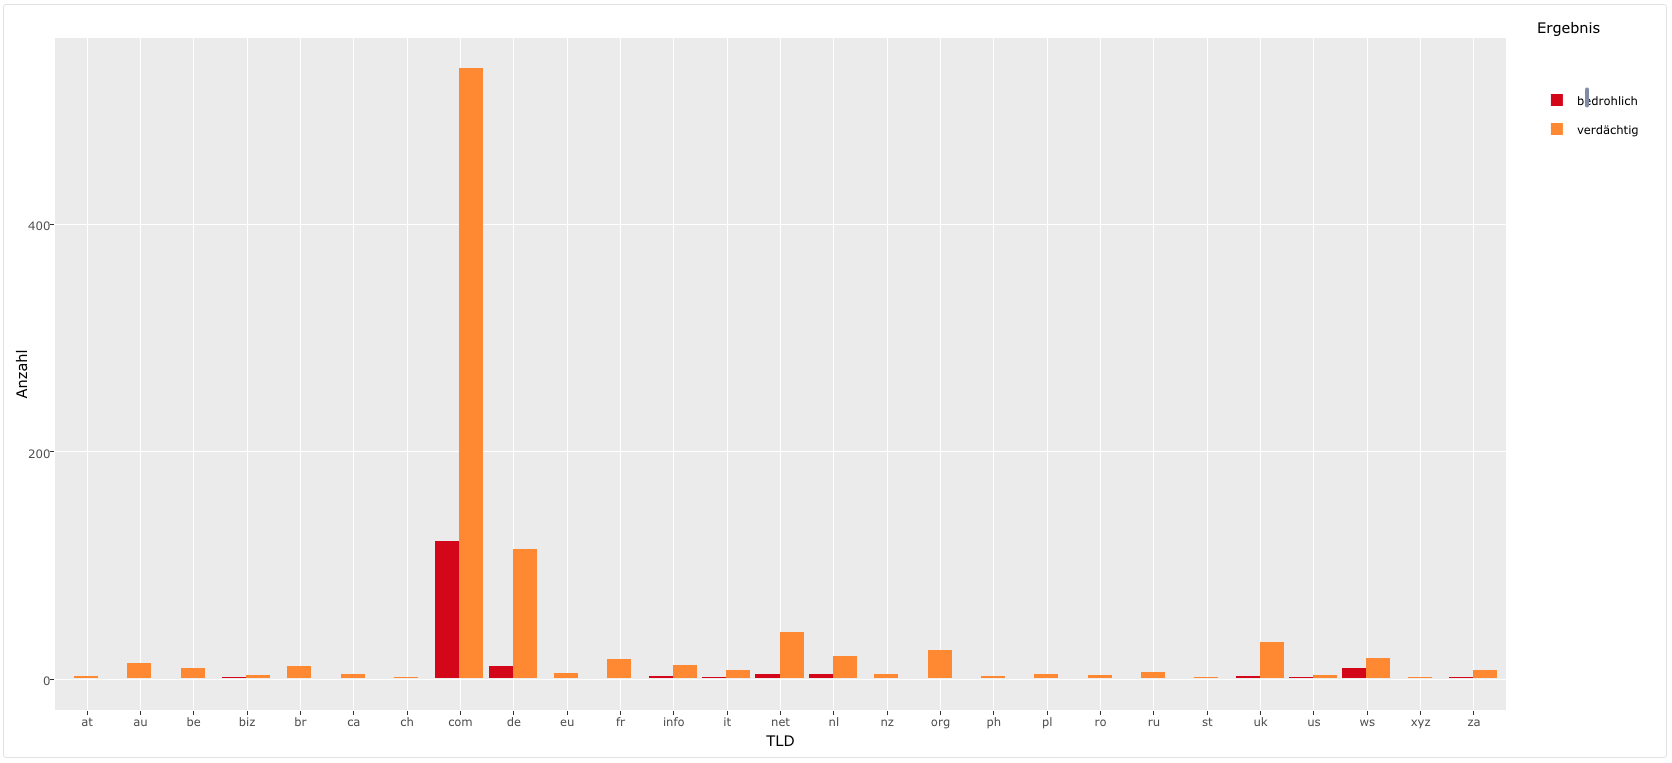 Ergebnis
bedrohlich
verdächtig
Anzahl
400
200
0
at au be biz br ca ch com de eu fr info it net nl nz org ph pl ro ru st uk us ws xyz za
TLD